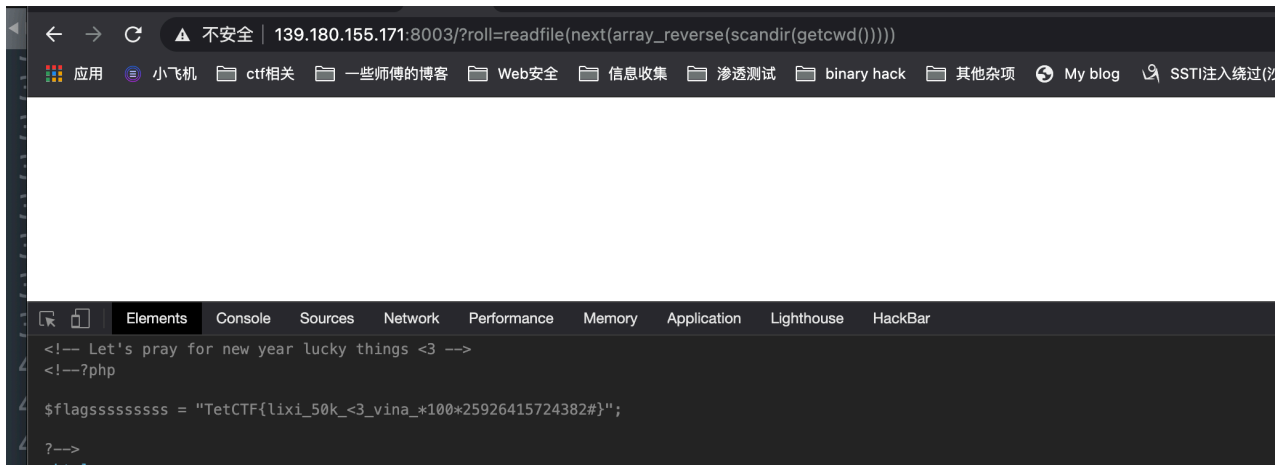 不安全 | 139.180.155.171:8003/?roll=readfile(next(array_reverse(scandir(getcwd()))))
应用 小飞机 ctf相关 一些师傅的博客 Web安全 信息收集 渗透测试 binary hack 其他杂项 My blog SSTI注入绕过(沙
Elements Console Sources Network Performance Memory Application Lighthouse HackBar
<!-- Let's pray for new year lucky things <3 -->
<!--?php
$flagssssssssss = "TetCTF{lixi_50k_<3_vina_*100*25926415724382#}";
?-->